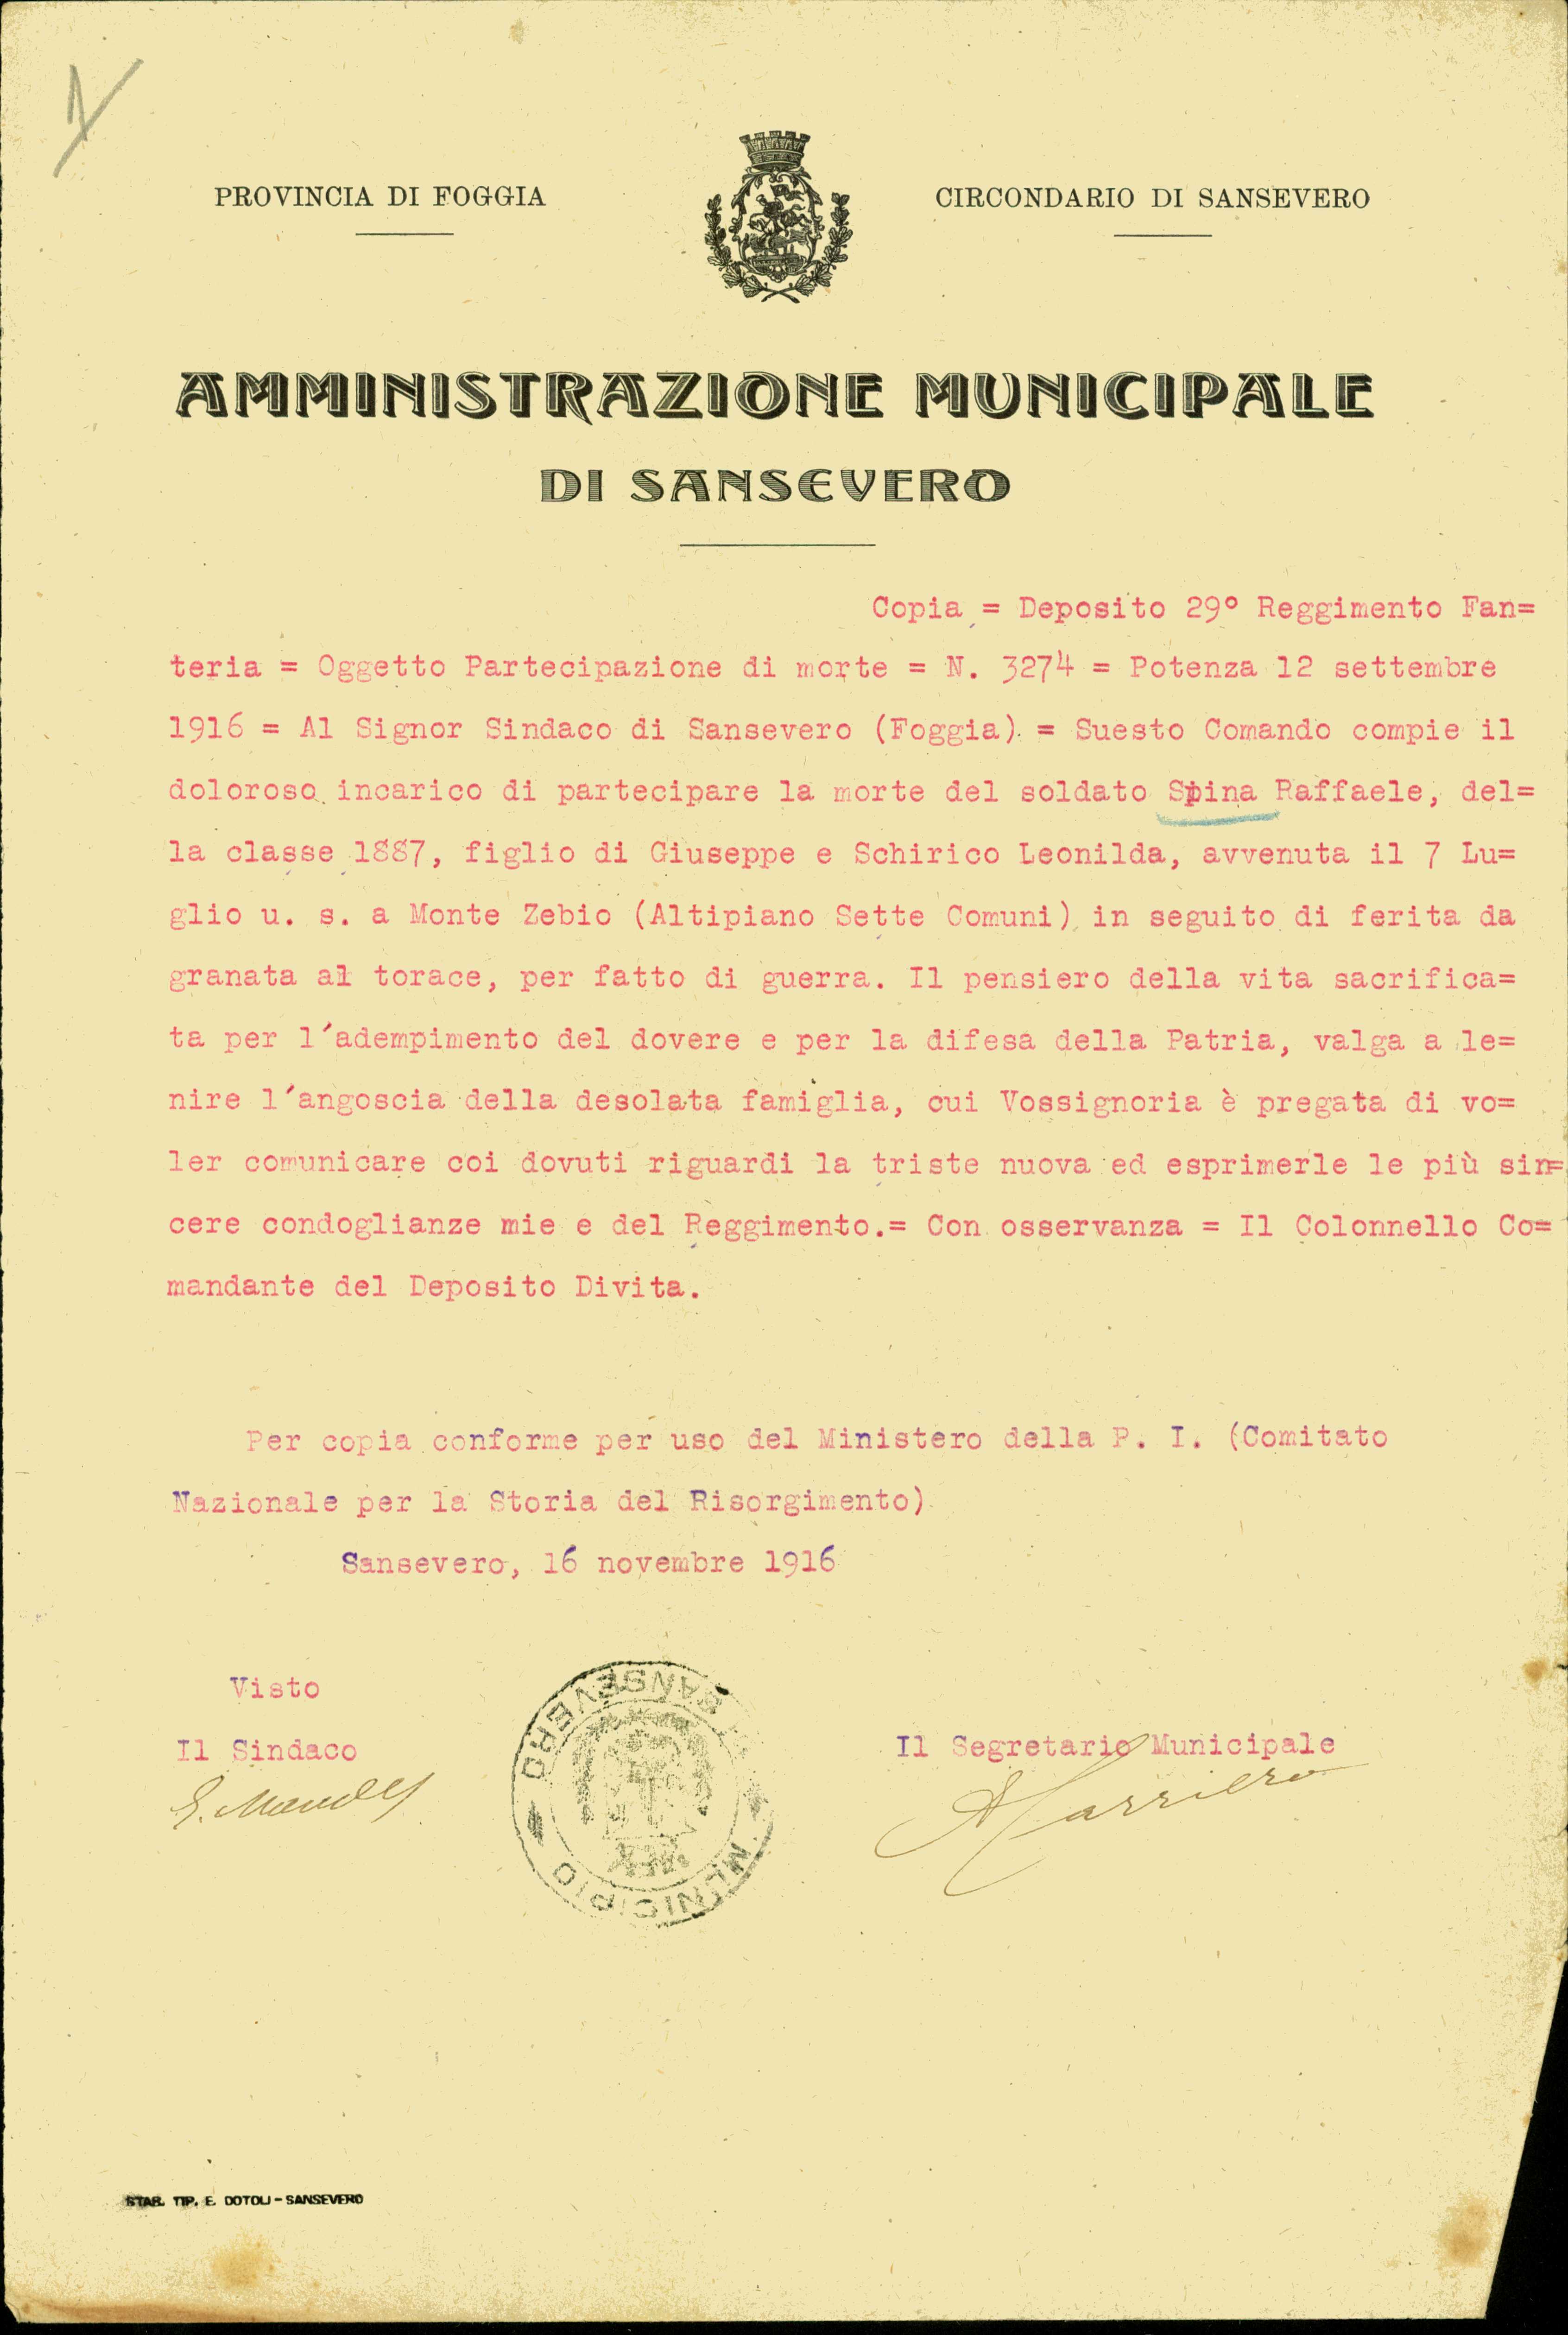 PROVINCIA DI FOGGIA
CIRCONDARIO DI SANSEVERO
AMMINISTRAZIONE MUNICIPALE
DI SANSEVERO
Copia = Deposito 29° Reggimento Fan=
teria = Oggetto Partecipazione di morte = N. 3274 = Potenza 12 settembre
1916 = Al Signor Sindaco di Sansevero (Foggia) = Suesto Comando compie il
doloroso incarico di partecipare la morte del soldato Spina Raffaele, del=
la classe 1887, figlio di Giuseppe e Schirico Leonilda, avvenuta il 7 Lu=
glio u. s. a Monte Zebio (Altipiano Sette Comuni) in seguito di ferita da
granata al torace, per fatto di guerra. Il pensiero della vita sacrifica=
ta per l'adempimento del dovere e per la difesa della Patria, valga a le=
nire l'angoscia della desolata famiglia, cui Vossignoria è pregata di vo=
ler comunicare coi dovuti riguardi la triste nuova ed esprimerle le più sin=
cere condoglianze mie e del Reggimento.= Con osservanza = Il Colonnello Co=
mandante del Deposito Divita.
Per copia conforme per uso del Ministero della P. I. (Comitato
Nazionale per la Storia del Risorgimento)
Sansevero, 16 novembre 1916
Visto
Il Sindaco
Il Segretario Municipale
MUNICIPIO DI SANSEVERO
STAB. TIP. E. DOTOLI - SANSEVERO